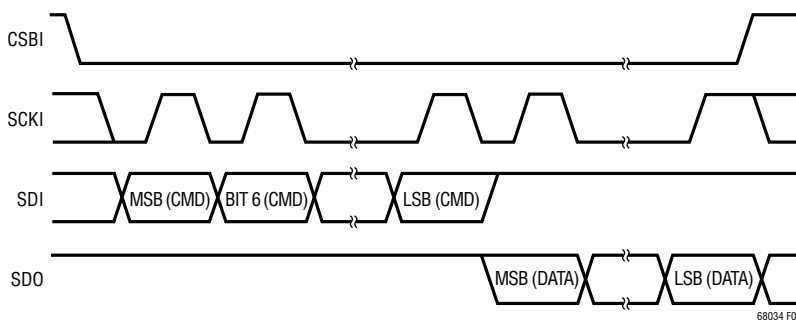 CSBI
SCKI
SDI
MSB (CMD) BIT 6 (CMD) LSB (CMD)
SDO
MSB (DATA) LSB (DATA)
68034 F0